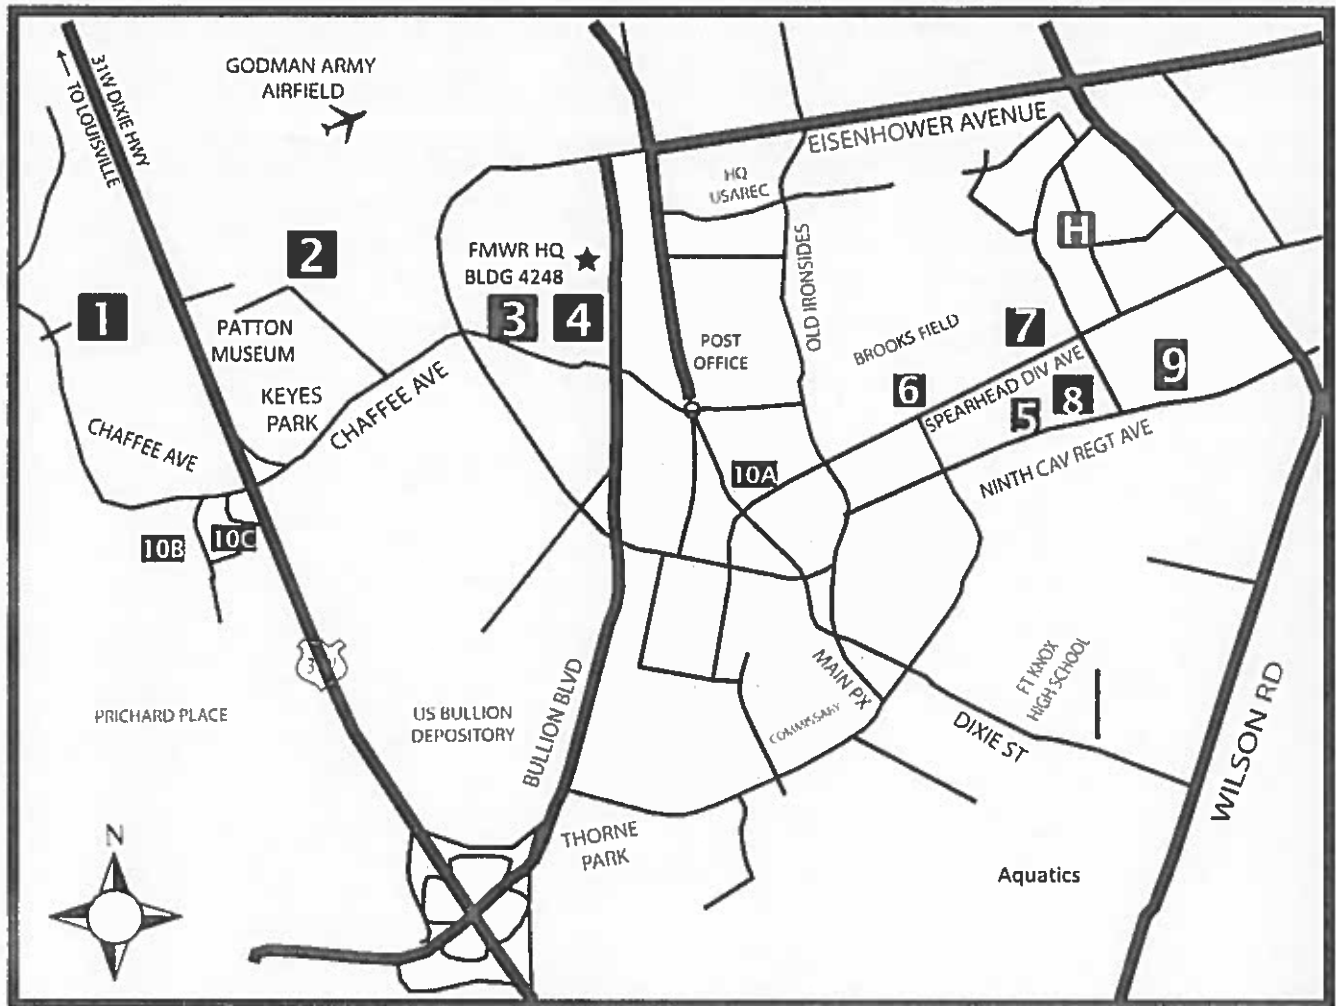 GODMAN ARMY
AIRFIELD
31W DIXIE HWY
TO LOUISVILLE
EISENHOWER AVENUE
HQ
USAREC
H
2
FMWR HQ
BLDG 4248
OLD IRONSIDES
1
3
4
PATTON
MUSEUM
POST
OFFICE
BROOKS FIELD
7
9
KEYES
PARK
CHAFFEE AVE
6
SPEARHEAD DIV AVE
5
8
CHAFFEE AVE
NINTH CAV REGT AVE
10A
10B
10C
PRICHARD PLACE
US BULLION
DEPOSITORY
BULLION BLVD
MAIN PX
COMMISSARY
FT KNOX
HIGH SCHOOL
DIXIE ST
WILSON RD
THORNE
PARK
Aquatics
N